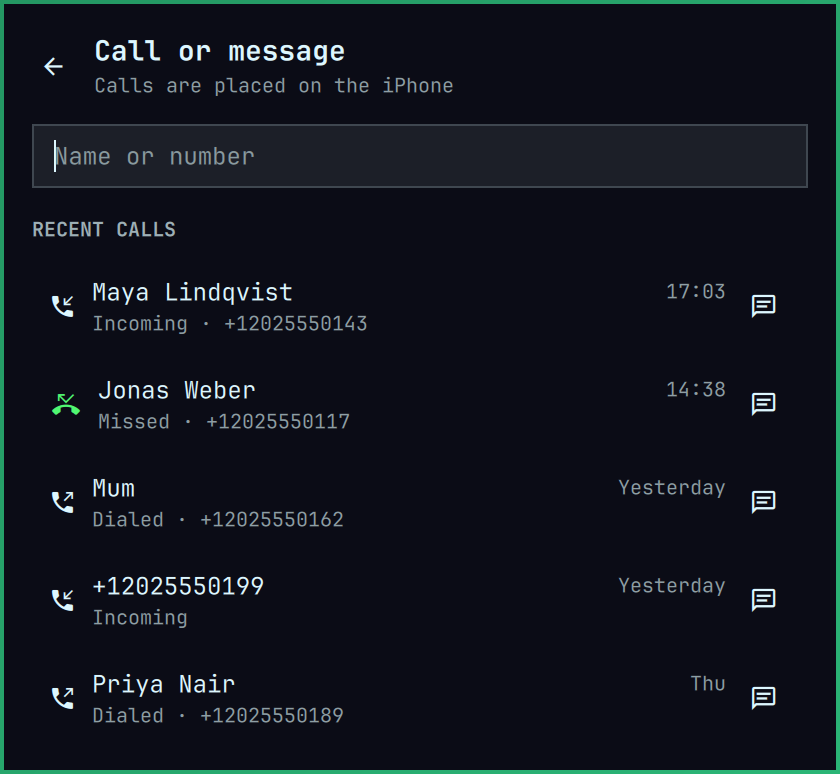 Call or message
Calls are placed on the iPhone
Name or number
RECENT CALLS
Maya Lindqvist 17:03
Incoming · +12025550143
Jonas Weber 14:38
Missed · +12025550117
Mum Yesterday
Dialed · +12025550162
+12025550199 Yesterday
Incoming
Priya Nair Thu
Dialed · +12025550189